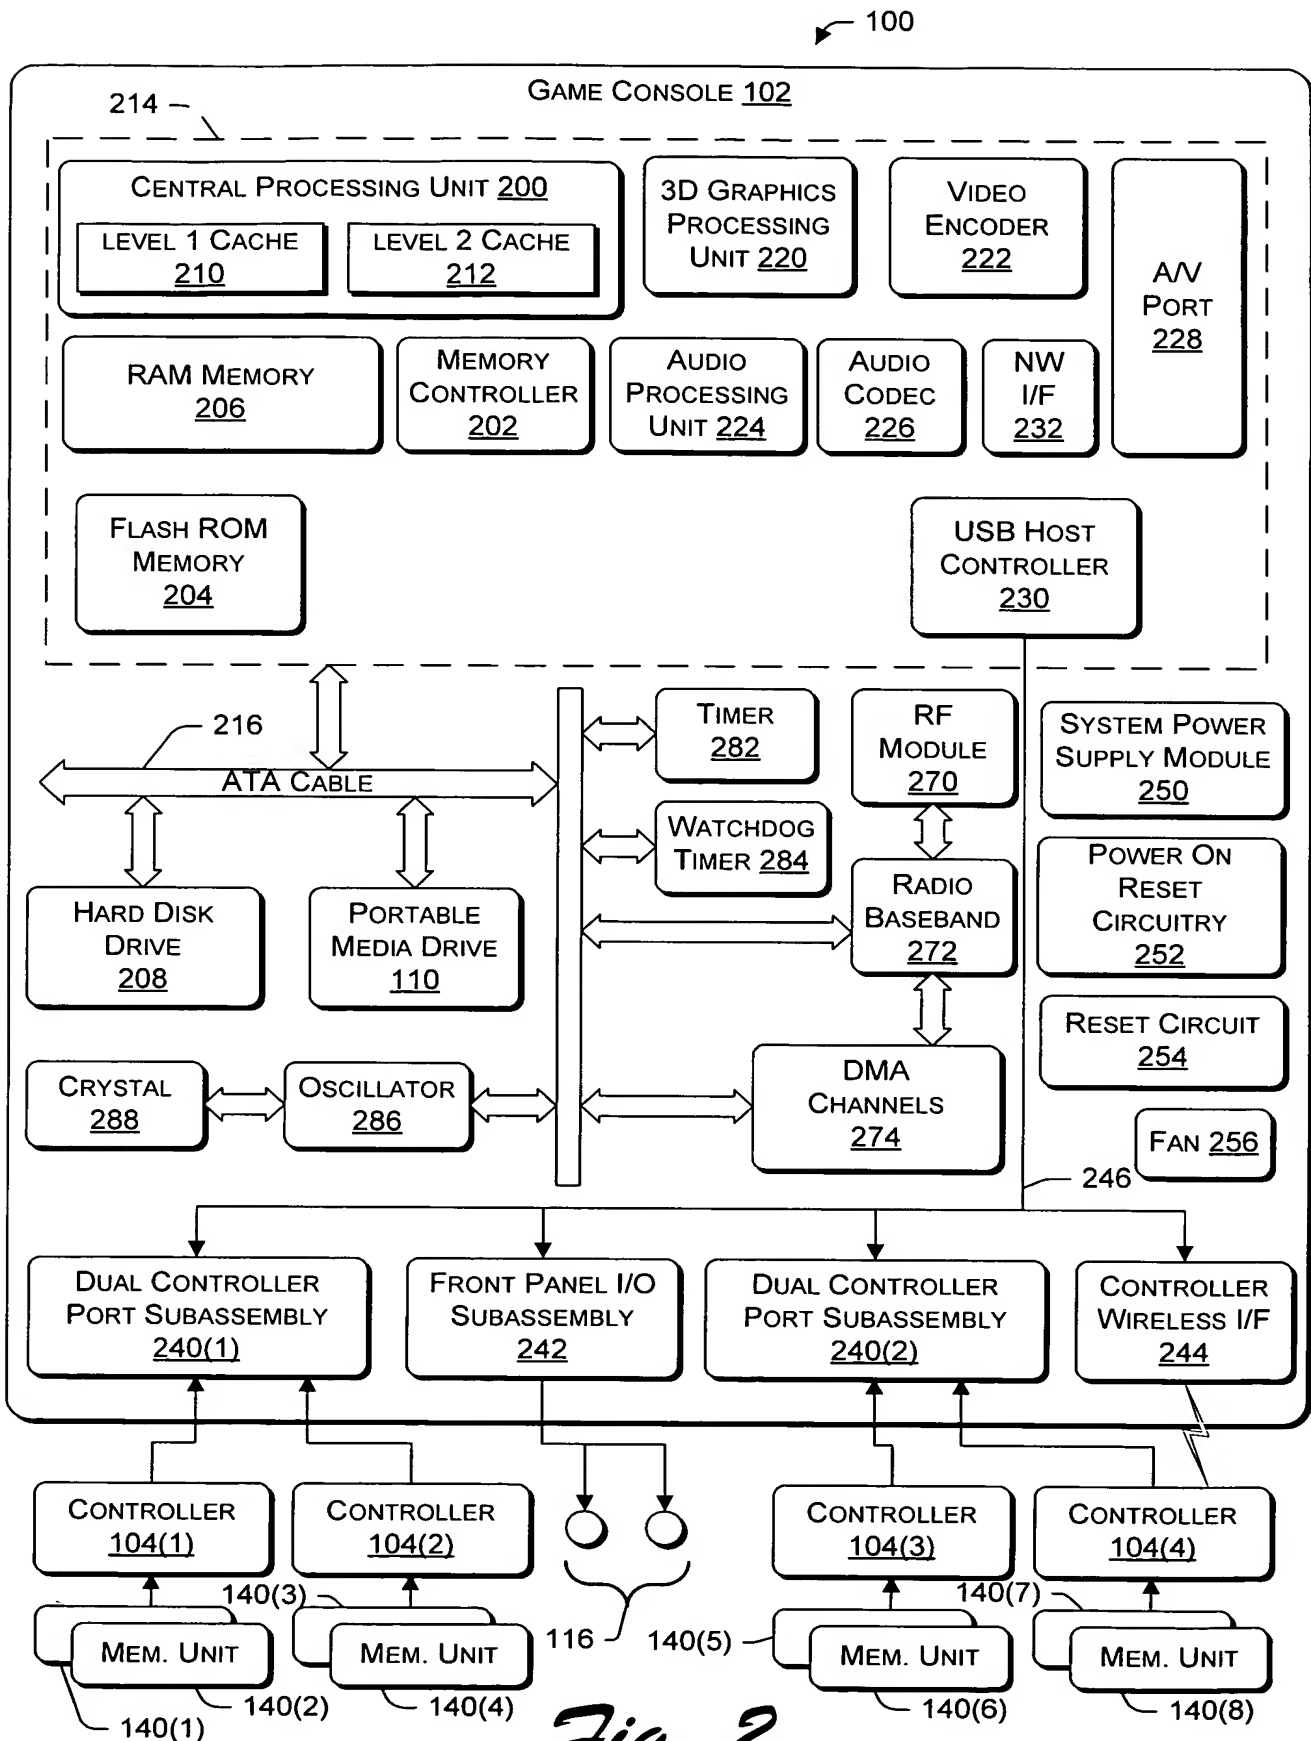 100
GAME CONSOLE 102
214
CENTRAL PROCESSING UNIT 200
LEVEL 1 CACHE
210
LEVEL 2 CACHE
212
3D GRAPHICS
PROCESSING
UNIT 220
VIDEO
ENCODER
222
A/V
PORT
228
RAM MEMORY
206
MEMORY
CONTROLLER
202
AUDIO
PROCESSING
UNIT 224
AUDIO
CODEC
226
NW
I/F
232
FLASH ROM
MEMORY
204
USB HOST
CONTROLLER
230
216
ATA CABLE
TIMER
282
RF
MODULE
270
SYSTEM POWER
SUPPLY MODULE
250
WATCHDOG
TIMER 284
POWER ON
RESET
CIRCUITRY
252
HARD DISK
DRIVE
208
PORTABLE
MEDIA DRIVE
110
RADIO
BASEBAND
272
RESET CIRCUIT
254
CRYSTAL
288
OSCILLATOR
286
DMA
CHANNELS
274
FAN 256
246
DUAL CONTROLLER
PORT SUBASSEMBLY
240(1)
FRONT PANEL I/O
SUBASSEMBLY
242
DUAL CONTROLLER
PORT SUBASSEMBLY
240(2)
CONTROLLER
WIRELESS I/F
244
CONTROLLER
104(1)
CONTROLLER
104(2)
CONTROLLER
104(3)
CONTROLLER
104(4)
140(3)
140(7)
116
140(5)
MEM. UNIT
MEM. UNIT
MEM. UNIT
MEM. UNIT
140(1)
140(2)
140(4)
140(6)
140(8)
Fig. 2